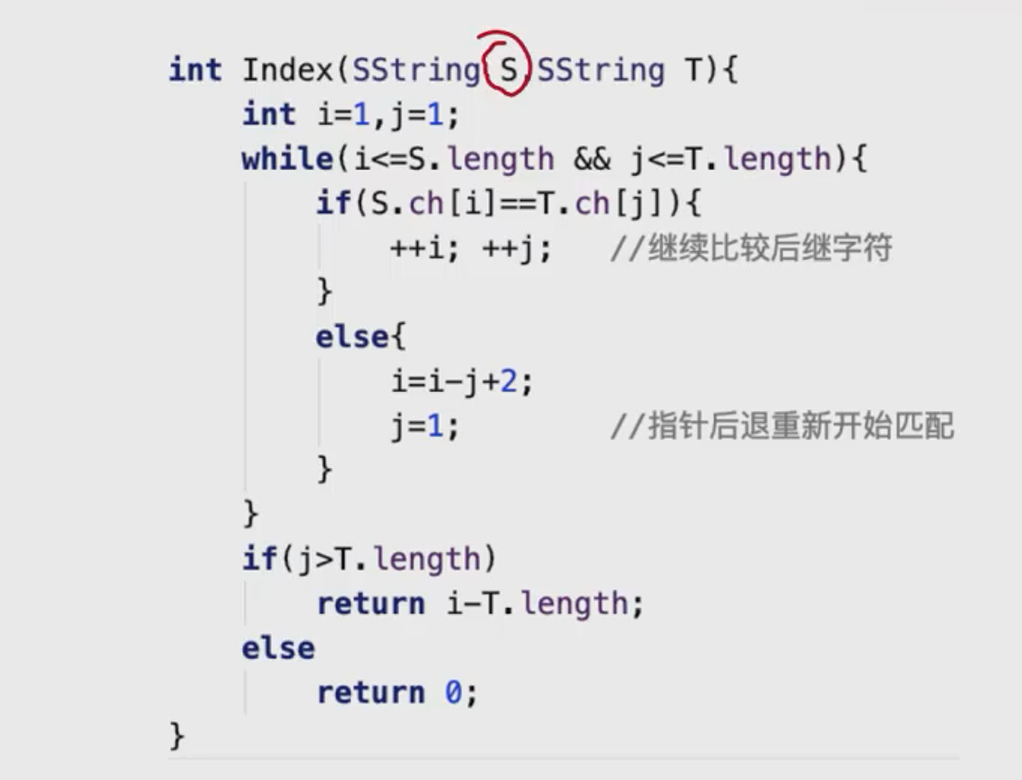 int Index(SString S,SString T){
int i=1,j=1;
while(i<=S.length && j<=T.length){
if(S.ch[i]==T.ch[j]){
++i; ++j; //继续比较后继字符
}
else{
i=i-j+2;
j=1; //指针后退重新开始匹配
}
}
if(j>T.length)
return i-T.length;
else
return 0;
}